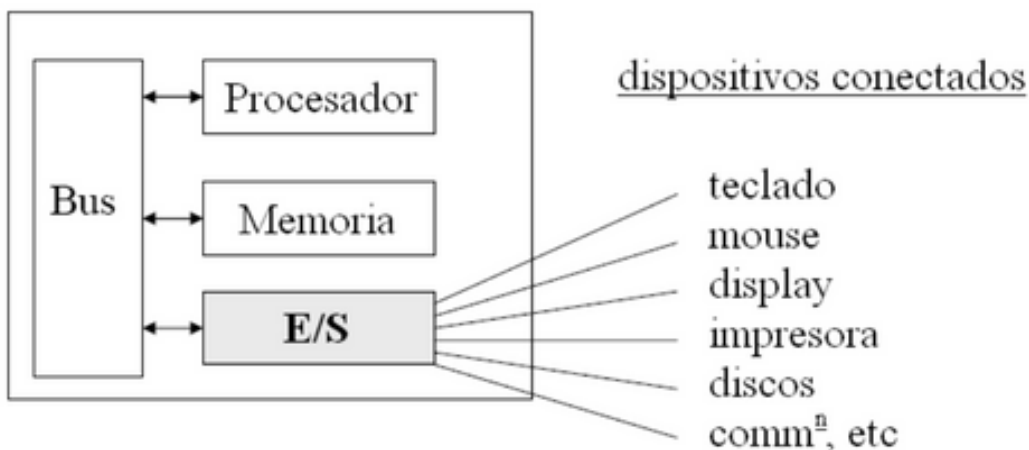 Bus
Procesador
Memoria
E/S
dispositivos conectados
teclado
mouse
display
impresora
discos
commⁿ, etc